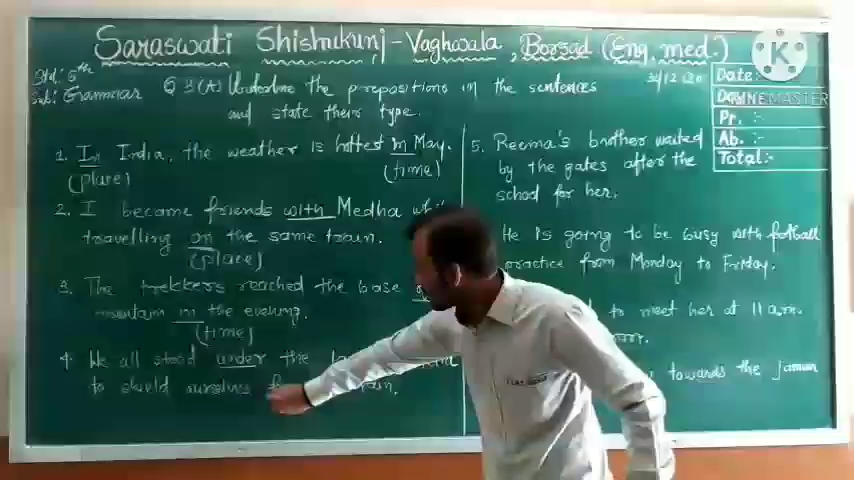 Saraswati Shishukunj - Vaghwala, Borsad (Eng. med.)
Std: 5th
Sub: Grammar
Q 3 (A) Underline the prepositions in the sentences
and state their type.
31/12/20
Date:-
Pr. :-
Ab. :-
Total:-
K
KINEMASTER
1. In India, the weather is hottest in May.
(place) (time)
2. I became friends with Medha
travelling on the same train.
(place)
3. The trekkers reached the base
mountain in the evening.
(time)
4. We all stood under the
to shield ourselves
5. Reema's brother waited
by the gates after the
school for her.
He is going to be busy with football
practice from Monday to Friday.
to meet her at 11 a.m.
towards the Jamun